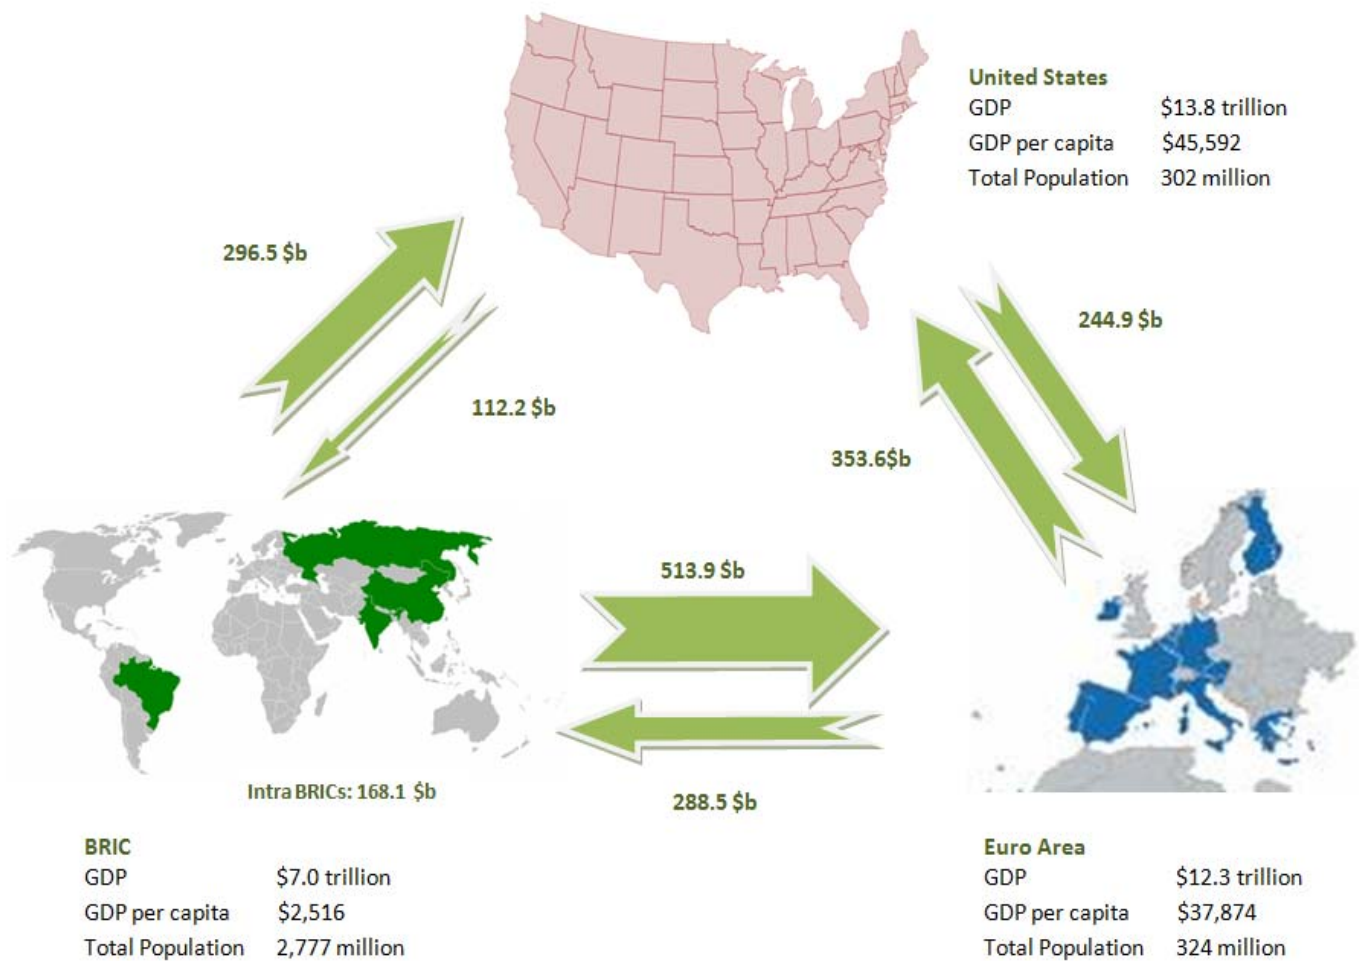 United States
GDP $13.8 trillion
GDP per capita $45,592
Total Population 302 million
296.5 $b
244.9 $b
112.2 $b
353.6$b
513.9 $b
Intra BRICs: 168.1 $b
288.5 $b
BRIC
GDP $7.0 trillion
GDP per capita $2,516
Total Population 2,777 million
Euro Area
GDP $12.3 trillion
GDP per capita $37,874
Total Population 324 million